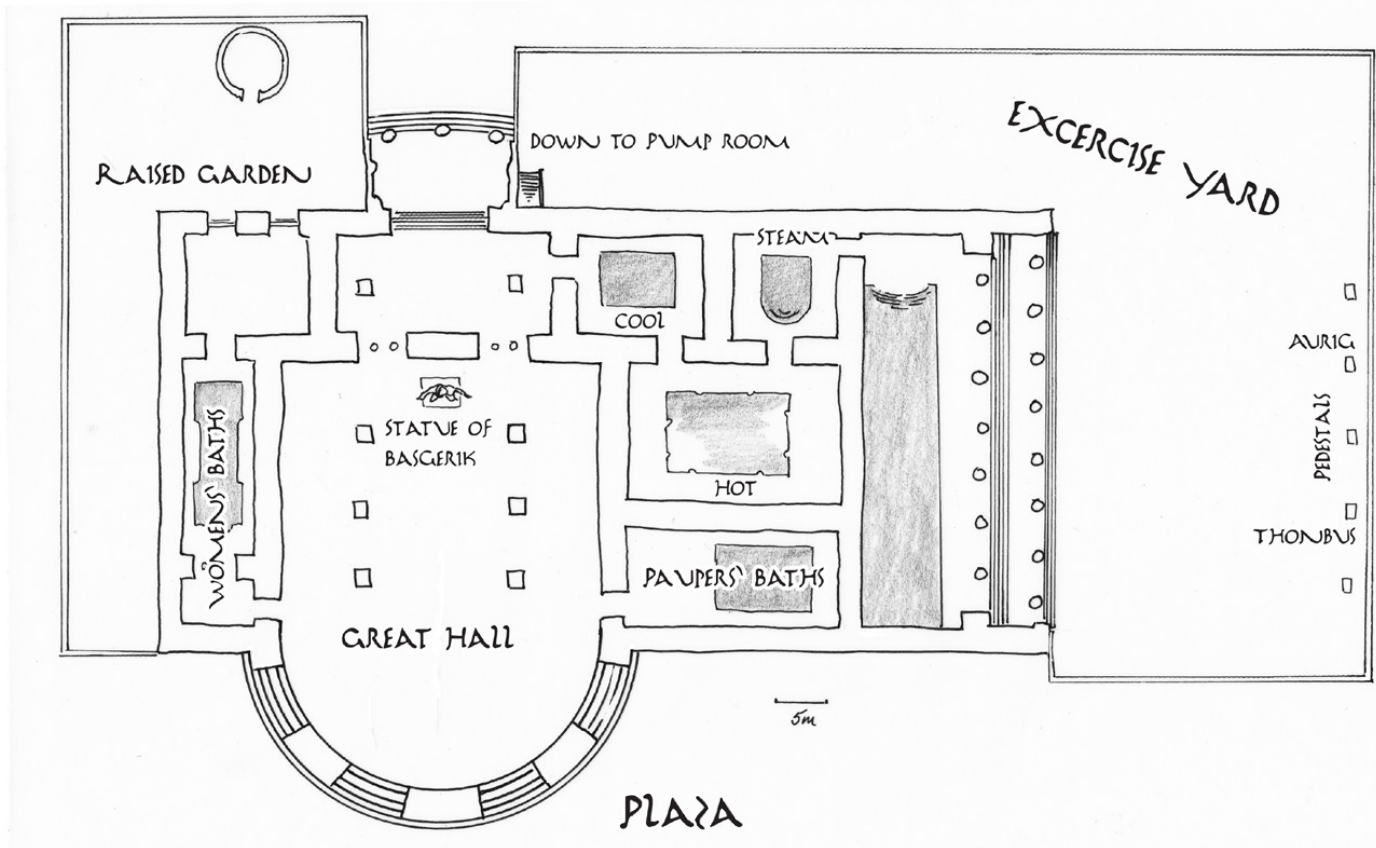 DOWN TO PUMP ROOM
EXCERCISE YARD
RAISED GARDEN
STEAM
COOL
AURIG
PEDESTALS
STATUE OF
BASGERIK
WOMENS' BATHS
HOT
THONBUS
PAUPERS' BATHS
GREAT HALL
5m
PLAZA